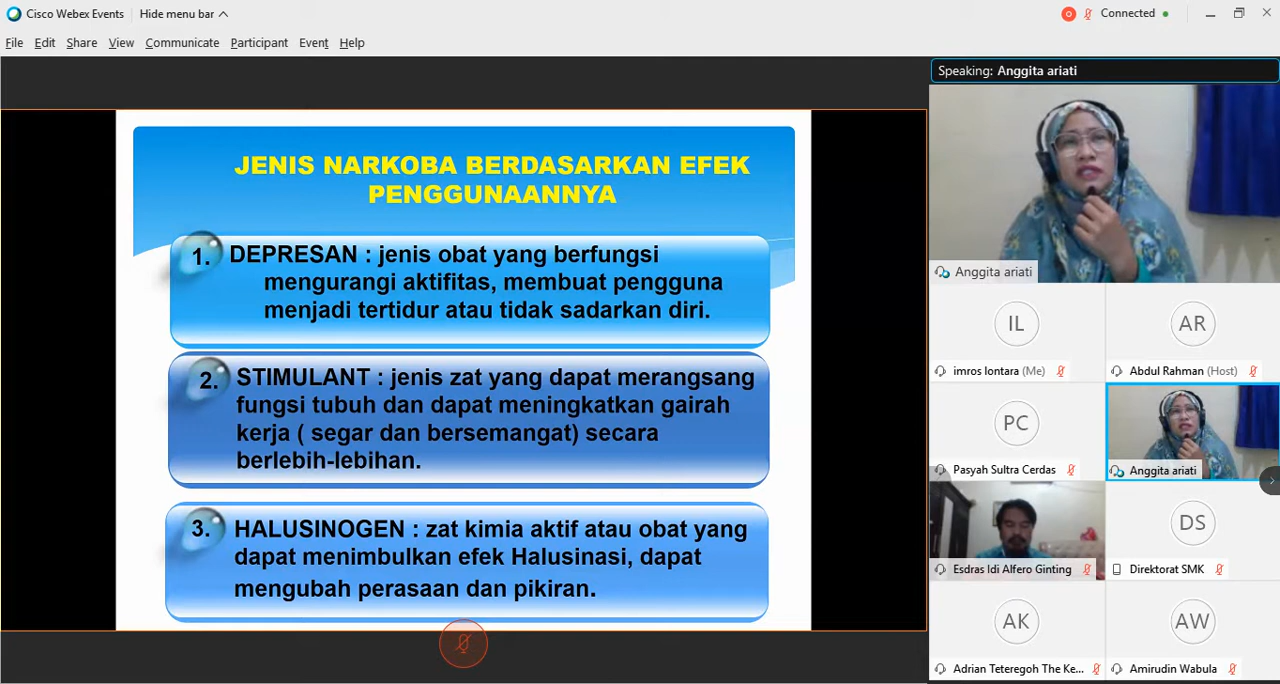 Cisco Webex Events
Hide menu bar
Connected
File Edit Share View Communicate Participant Event Help
Speaking: Anggita ariati
JENIS NARKOBA BERDASARKAN EFEK
PENGGUNAANNYA
1. DEPRESAN : jenis obat yang berfungsi
mengurangi aktifitas, membuat pengguna
menjadi tertidur atau tidak sadarkan diri.
2. STIMULANT : jenis zat yang dapat merangsang
fungsi tubuh dan dapat meningkatkan gairah
kerja ( segar dan bersemangat) secara
berlebih-lebihan.
3. HALUSINOGEN : zat kimia aktif atau obat yang
dapat menimbulkan efek Halusinasi, dapat
mengubah perasaan dan pikiran.
Anggita ariati
IL
imros lontara (Me)
AR
Abdul Rahman (Host)
PC
Pasyah Sultra Cerdas
Anggita ariati
Esdras Idi Alfero Ginting
DS
Direktorat SMK
AK
Adrian Teteregoh The Ke...
AW
Amirudin Wabula